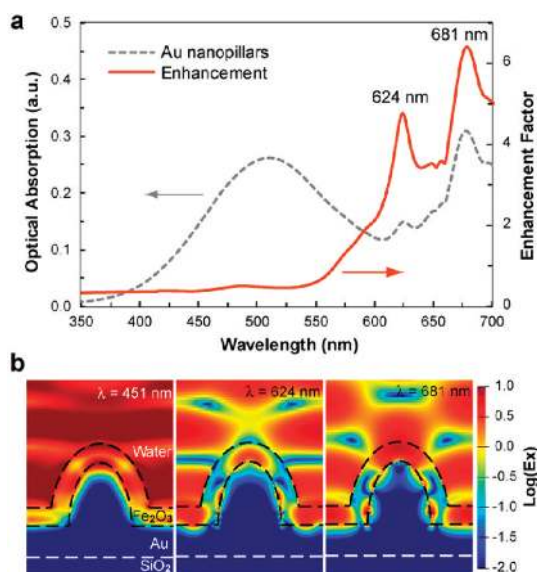 a
Optical Absorption (a.u.)
0.5
0.4
0.3
0.2
0.1
0.0
Au nanopillars
Enhancement
624 nm
681 nm
6
4
2
0
Enhancement Factor
350 400 450 500 550 600 650 700
Wavelength (nm)
b
λ = 451 nm
λ = 624 nm
λ = 681 nm
Water
Fe₂O₃
Au
SiO₂
1.0
0.5
0.0
-0.5
-1.0
-1.5
-2.0
Log(Ex)